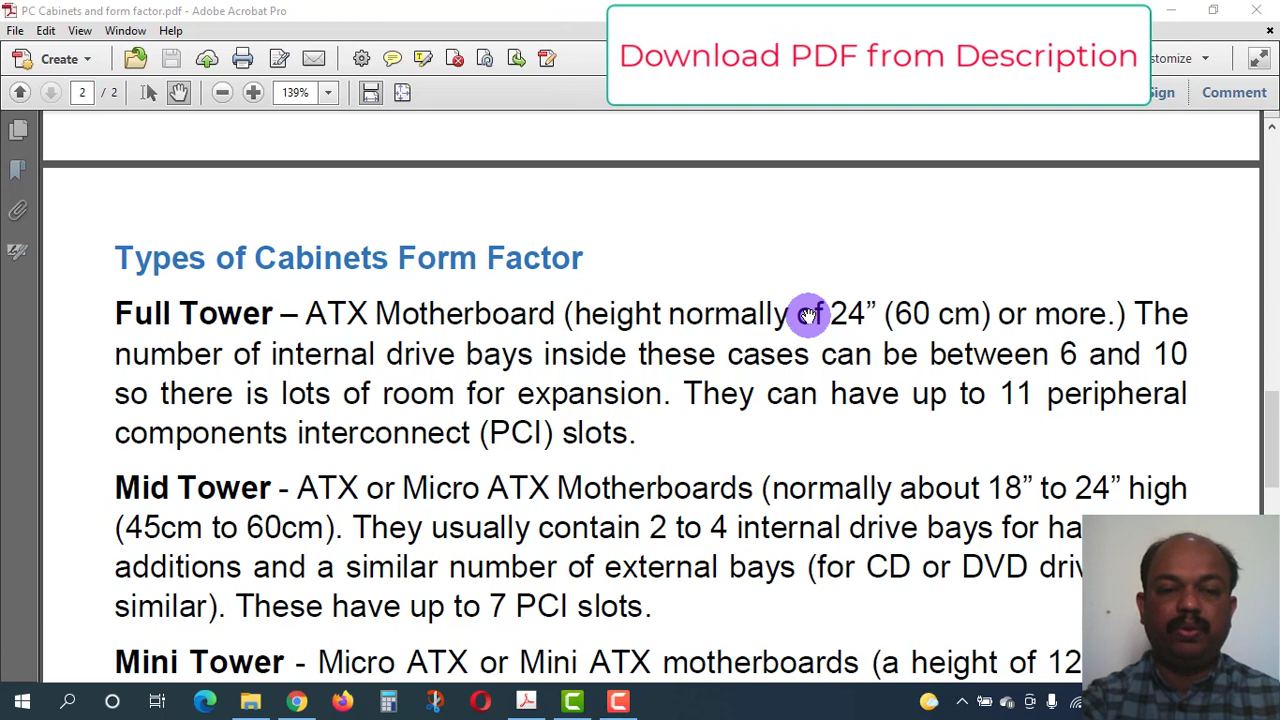 PC Cabinets and form factor.pdf - Adobe Acrobat Pro
File Edit View Window Help
Download PDF from Description
Create
stomize
2 / 2
139%
Sign
Comment
Types of Cabinets Form Factor
Full Tower – ATX Motherboard (height normally of 24” (60 cm) or more.) The
number of internal drive bays inside these cases can be between 6 and 10
so there is lots of room for expansion. They can have up to 11 peripheral
components interconnect (PCI) slots.
Mid Tower - ATX or Micro ATX Motherboards (normally about 18” to 24” high
(45cm to 60cm). They usually contain 2 to 4 internal drive bays for ha
additions and a similar number of external bays (for CD or DVD driv
similar). These have up to 7 PCI slots.
Mini Tower - Micro ATX or Mini ATX motherboards (a height of 12